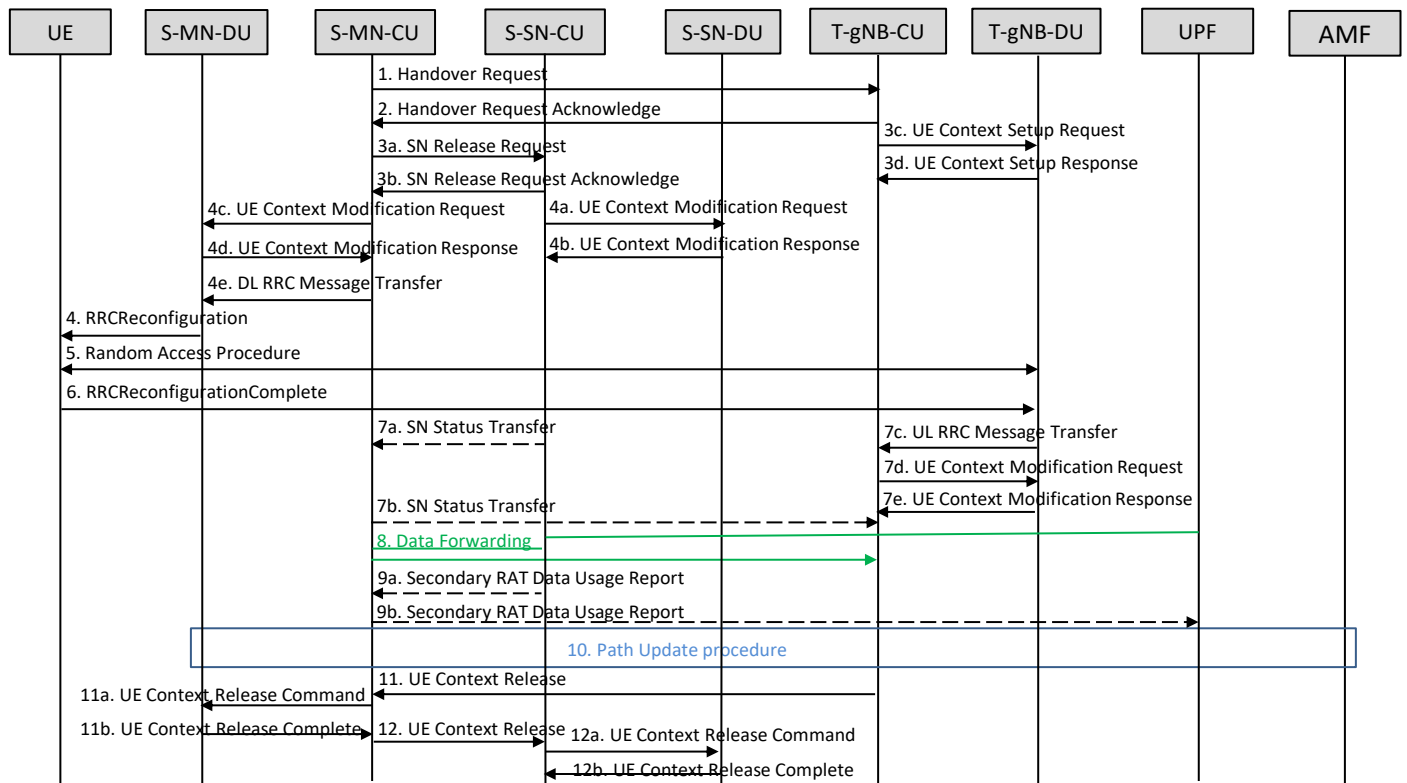 UE
S-MN-DU
S-MN-CU
S-SN-CU
S-SN-DU
T-gNB-CU
T-gNB-DU
UPF
AMF
1. Handover Request
2. Handover Request Acknowledge
3c. UE Context Setup Request
3a. SN Release Request
3d. UE Context Setup Response
3b. SN Release Request Acknowledge
4c. UE Context Modification Request
4a. UE Context Modification Request
4d. UE Context Modification Response
4b. UE Context Modification Response
4e. DL RRC Message Transfer
4. RRCReconfiguration
5. Random Access Procedure
6. RRCReconfigurationComplete
7a. SN Status Transfer
7c. UL RRC Message Transfer
7d. UE Context Modification Request
7b. SN Status Transfer
7e. UE Context Modification Response
8. Data Forwarding
9a. Secondary RAT Data Usage Report
9b. Secondary RAT Data Usage Report
10. Path Update procedure
11. UE Context Release
11a. UE Context Release Command
11b. UE Context Release Complete
12. UE Context Release
12a. UE Context Release Command
12b. UE Context Release Complete